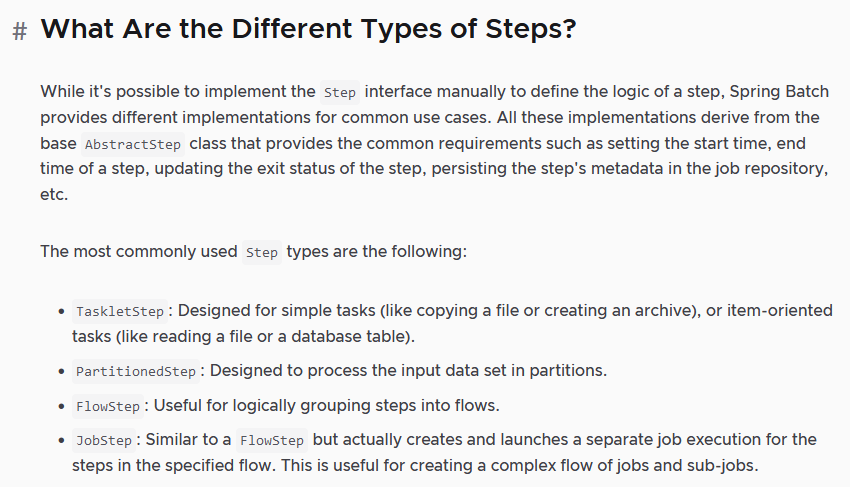 # What Are the Different Types of Steps?
While it's possible to implement the Step interface manually to define the logic of a step, Spring Batch
provides different implementations for common use cases. All these implementations derive from the
base AbstractStep class that provides the common requirements such as setting the start time, end
time of a step, updating the exit status of the step, persisting the step's metadata in the job repository,
etc.
The most commonly used Step types are the following:
• TaskletStep: Designed for simple tasks (like copying a file or creating an archive), or item-oriented
tasks (like reading a file or a database table).
• PartitionedStep: Designed to process the input data set in partitions.
• FlowStep: Useful for logically grouping steps into flows.
• JobStep: Similar to a FlowStep but actually creates and launches a separate job execution for the
steps in the specified flow. This is useful for creating a complex flow of jobs and sub-jobs.